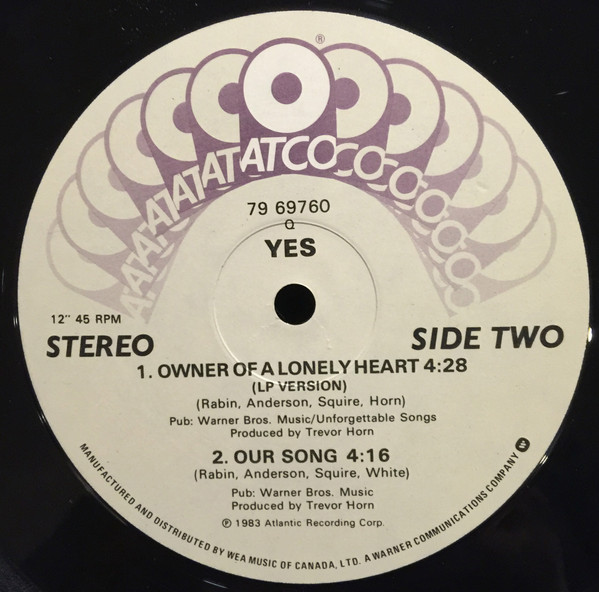 ®
ATCO
79 69760
Q
YES
12" 45 RPM
STEREO
SIDE TWO
1. OWNER OF A LONELY HEART 4:28
(LP VERSION)
(Rabin, Anderson, Squire, Horn)
Pub: Warner Bros. Music/Unforgettable Songs
Produced by Trevor Horn
2. OUR SONG 4:16
(Rabin, Anderson, Squire, White)
Pub: Warner Bros. Music
Produced by Trevor Horn
℗ 1983 Atlantic Recording Corp.
MANUFACTURED AND DISTRIBUTED BY WEA MUSIC OF CANADA, LTD. A WARNER COMMUNICATIONS COMPANY